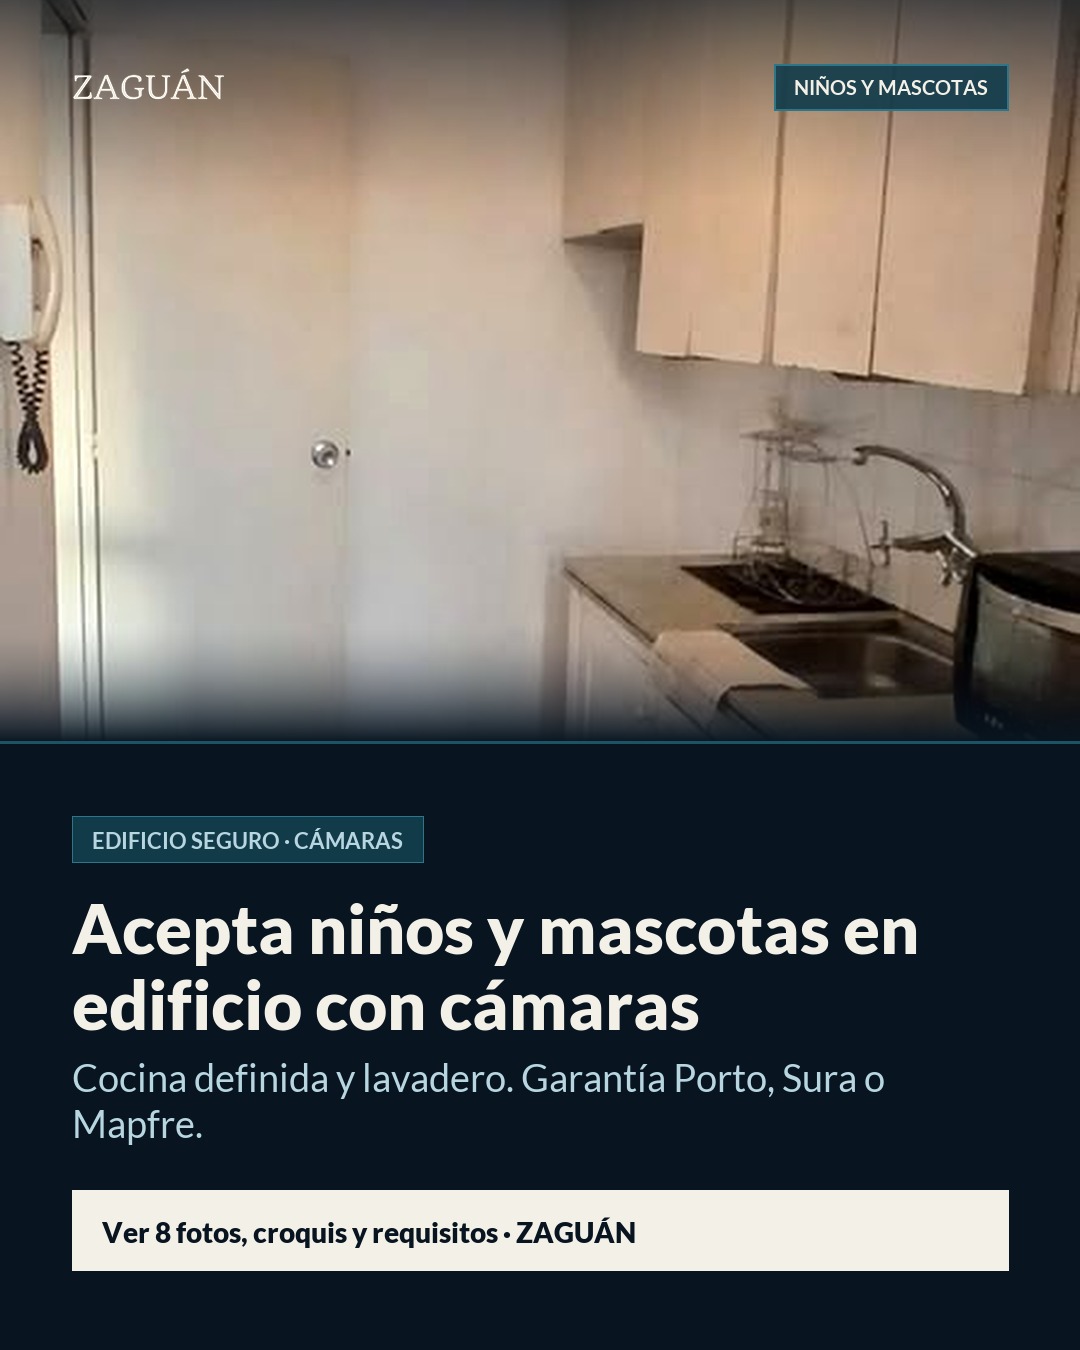 ZAGUÁN
NIÑOS Y MASCOTAS
EDIFICIO SEGURO · CÁMARAS
Acepta niños y mascotas en
edificio con cámaras
Cocina definida y lavadero. Garantía Porto, Sura o
Mapfre.
Ver 8 fotos, croquis y requisitos · ZAGUÁN